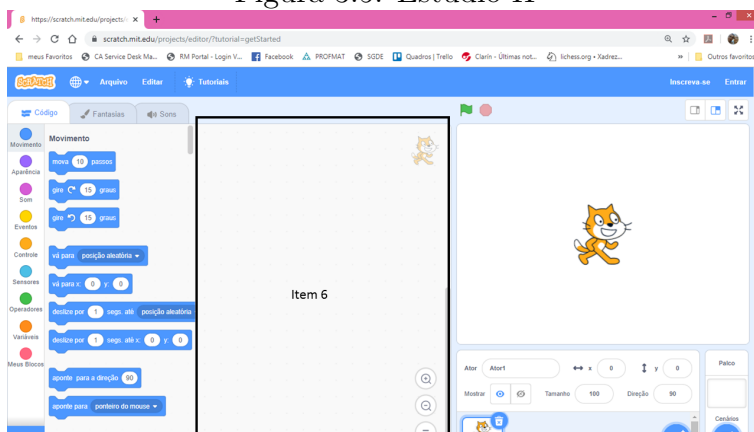 https://scratch.mit.edu/projects/
scratch.mit.edu/projects/editor/?tutorial=getStarted
meus Favoritos CA Service Desk Ma... RM Portal - Login V... Facebook PROFMAT SGDE Quadros | Trello Clarín - Últimas not... lichess.org • Xadrez... » Outros favoritos
SCRATCH Arquivo Editar Tutoriais Inscreva-se Entrar
Código Fantasias Sons
Movimento
Aparência
Som
Eventos
Controle
Sensores
Operadores
Variáveis
Meus Blocos
Movimento
mova 10 passos
gire 15 graus
gire 15 graus
vá para posição aleatória
vá para x: 0 y: 0
deslize por 1 segs. até posição aleatória
deslize por 1 segs. até x: 0 y: 0
aponte para a direção 90
aponte para ponteiro do mouse
Item 6
Ator Ator1 x 0 y 0
Mostrar Tamanho 100 Direção 90
Palco
Cenários